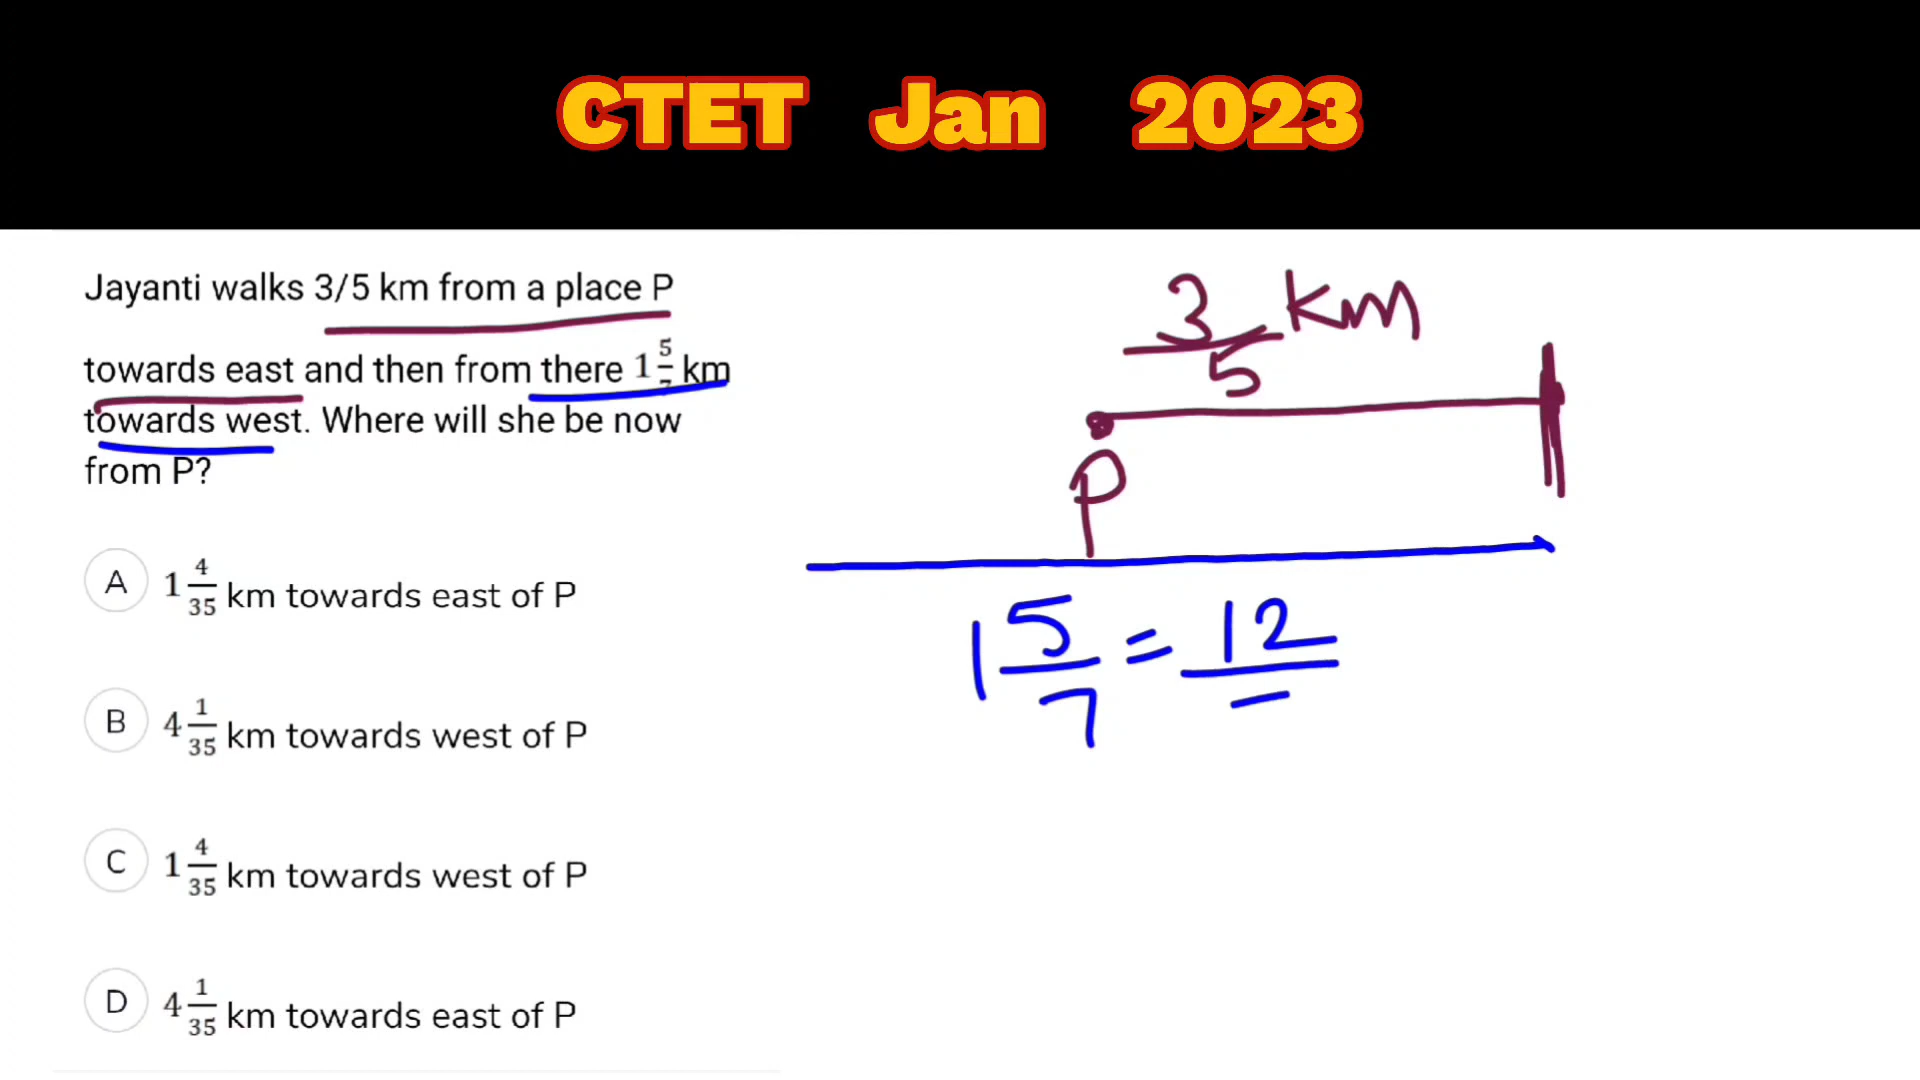 CTET Jan 2023
Jayanti walks 3/5 km from a place P
towards east and then from there 1 5/7 km
towards west. Where will she be now
from P?
A 1 4/35 km towards east of P
B 4 1/35 km towards west of P
C 1 4/35 km towards west of P
D 4 1/35 km towards east of P
3/5 km
P
1 5/7 = 12/